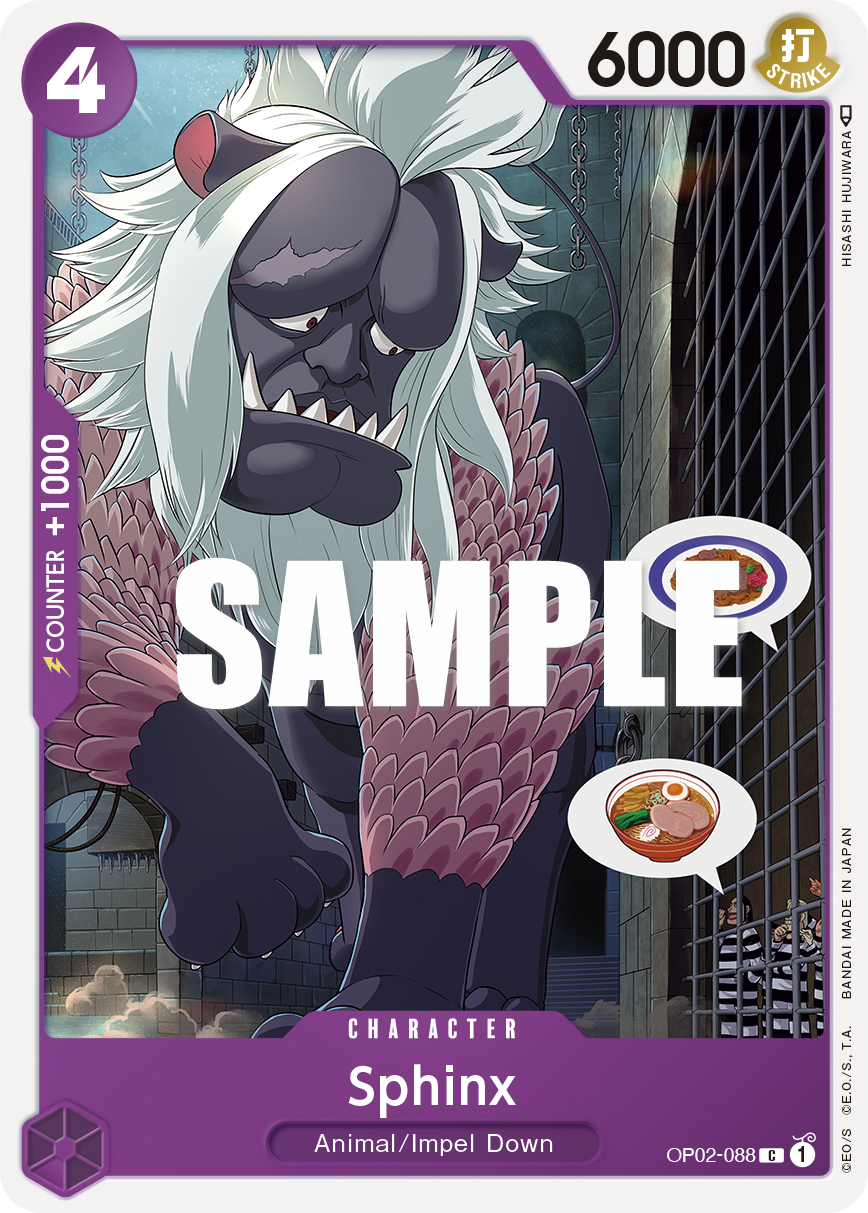 4
6000
打
STRIKE
HISASHI HUJIWARA
COUNTER +1000
SAMPLE
CHARACTER
Sphinx
Animal/Impel Down
OP02-088 C 1
©EO/S ©E.O./S., T.A. BANDAI MADE IN JAPAN